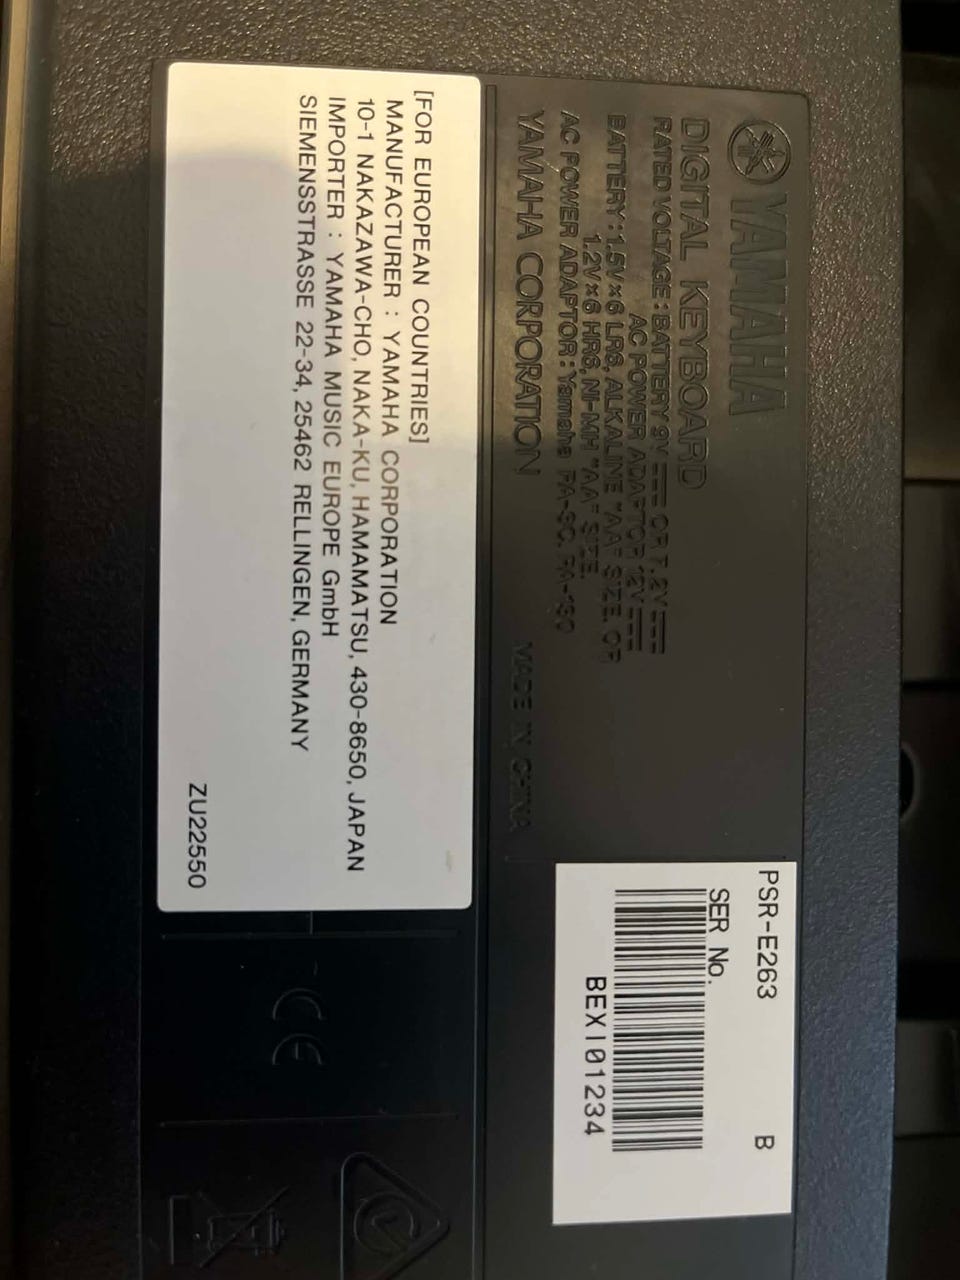 YAMAHA
DIGITAL KEYBOARD
RATED VOLTAGE : BATTERY 9V OR 7.2V
AC POWER ADAPTOR 12V
BATTERY : 1.5V×6 LR6, ALKALINE "AA" SIZE, OR
1.2V×6 HR6, NI-MH "AA" SIZE.
AC POWER ADAPTOR : Yamaha PA-3C, PA-130
YAMAHA CORPORATION
MADE IN CHINA
PSR-E263 B
SER No.
BEXI01234
[FOR EUROPEAN COUNTRIES]
MANUFACTURER : YAMAHA CORPORATION
10-1 NAKAZAWA-CHO, NAKA-KU, HAMAMATSU, 430-8650, JAPAN
IMPORTER : YAMAHA MUSIC EUROPE GmbH
SIEMENSSTRASSE 22-34, 25462 RELLINGEN, GERMANY
ZU22550
CE